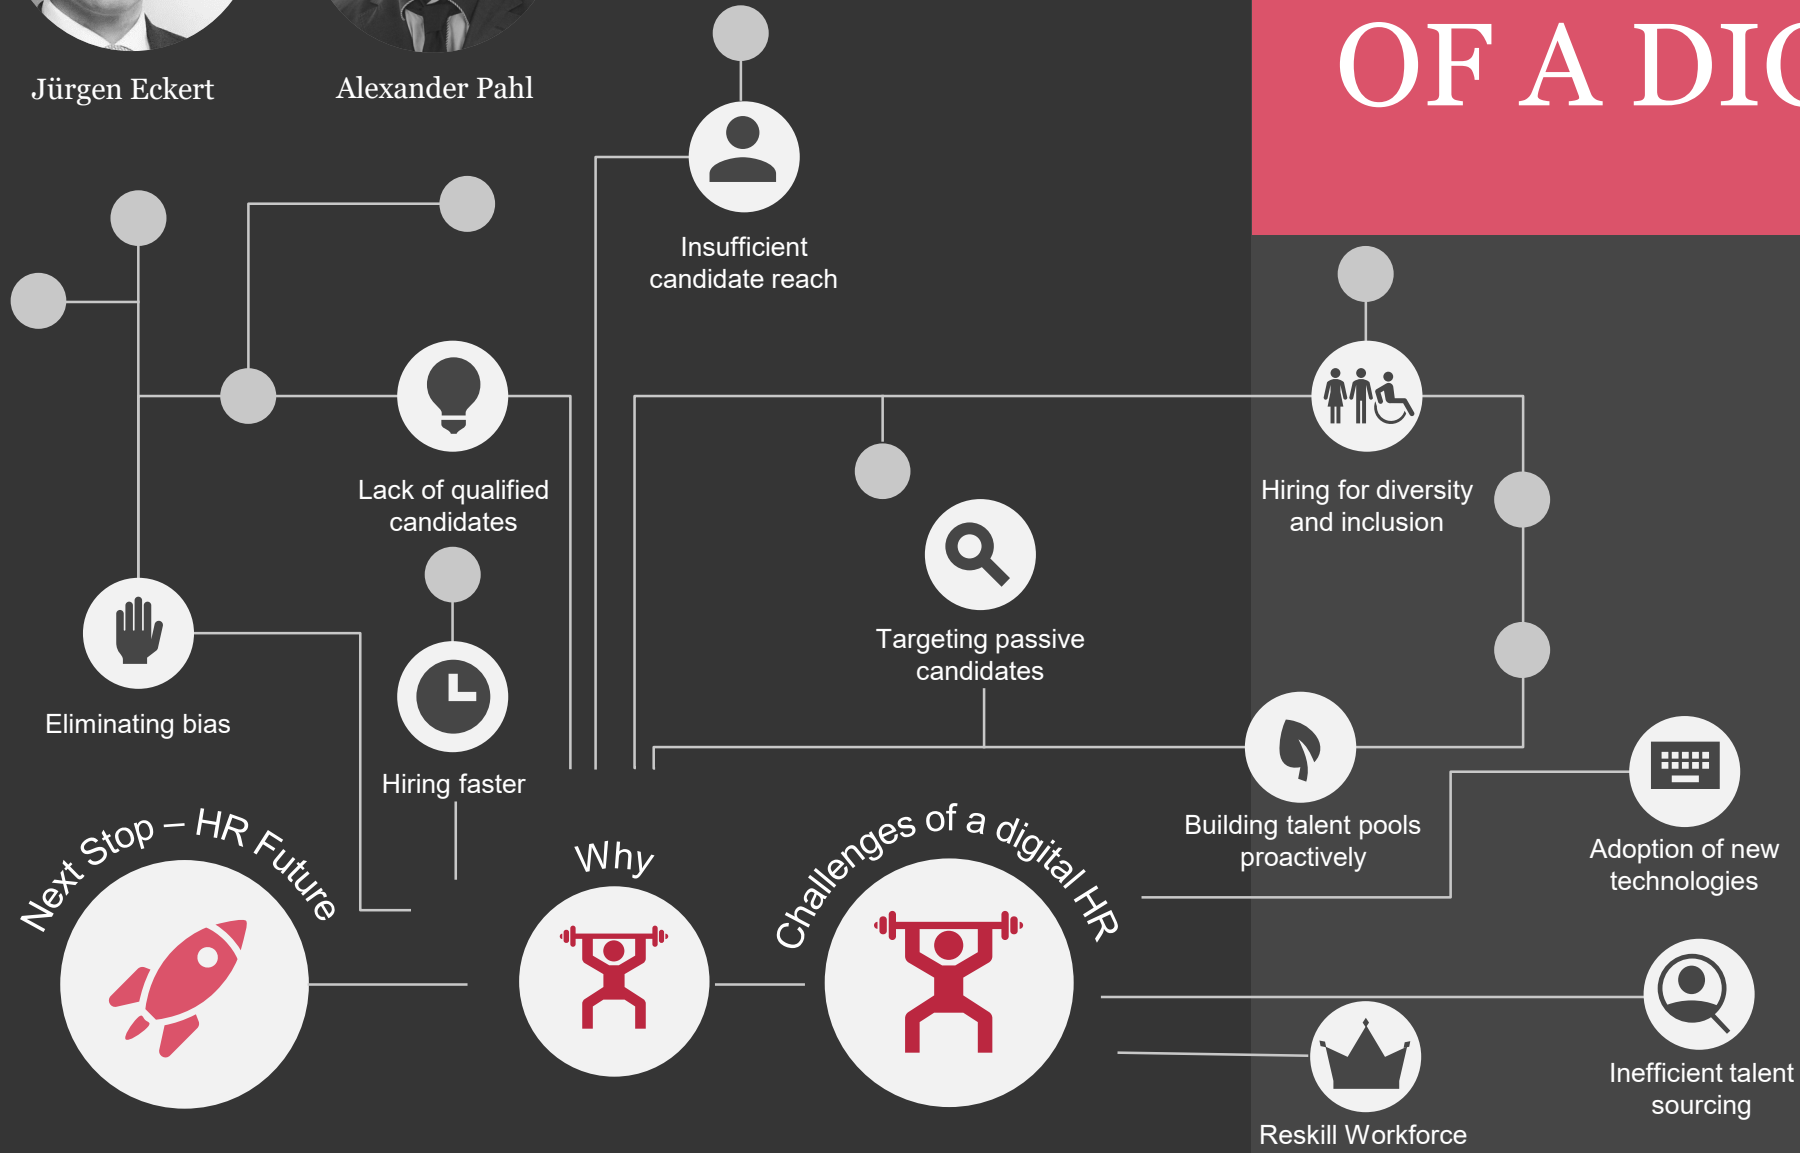 OF A DIG
Jürgen Eckert
Alexander Pahl
Insufficient
candidate reach
Lack of qualified
candidates
Hiring for diversity
and inclusion
Targeting passive
candidates
Eliminating bias
Hiring faster
Building talent pools
proactively
Adoption of new
technologies
Next Stop – HR Future
Why
Challenges of a digital HR
Inefficient talent
sourcing
Reskill Workforce